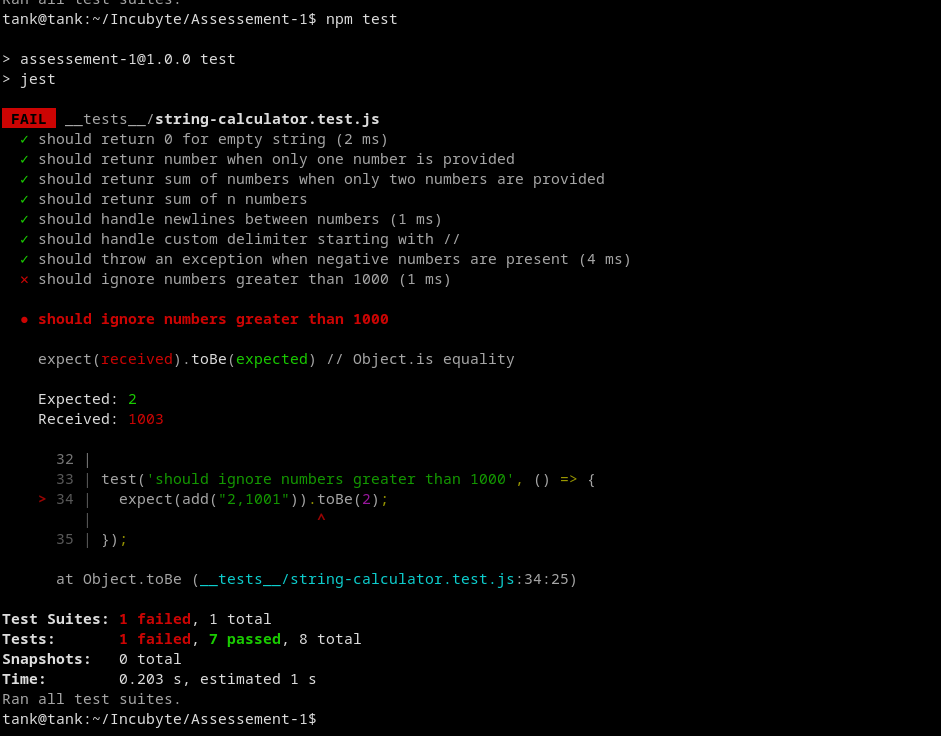 Ran all test suites.
tank@tank:~/Incubyte/Assessement-1$ npm test
> assessement-1@1.0.0 test
> jest
FAIL __tests__/string-calculator.test.js
✓ should return 0 for empty string (2 ms)
✓ should retunr number when only one number is provided
✓ should retunr sum of numbers when only two numbers are provided
✓ should retunr sum of n numbers
✓ should handle newlines between numbers (1 ms)
✓ should handle custom delimiter starting with //
✓ should throw an exception when negative numbers are present (4 ms)
✕ should ignore numbers greater than 1000 (1 ms)
● should ignore numbers greater than 1000
expect(received).toBe(expected) // Object.is equality
Expected: 2
Received: 1003
32 |
33 | test('should ignore numbers greater than 1000', () => {
> 34 |   expect(add("2,1001")).toBe(2);
|                         ^
35 | });
at Object.toBe (__tests__/string-calculator.test.js:34:25)
Test Suites: 1 failed, 1 total
Tests:       1 failed, 7 passed, 8 total
Snapshots:   0 total
Time:        0.203 s, estimated 1 s
Ran all test suites.
tank@tank:~/Incubyte/Assessement-1$